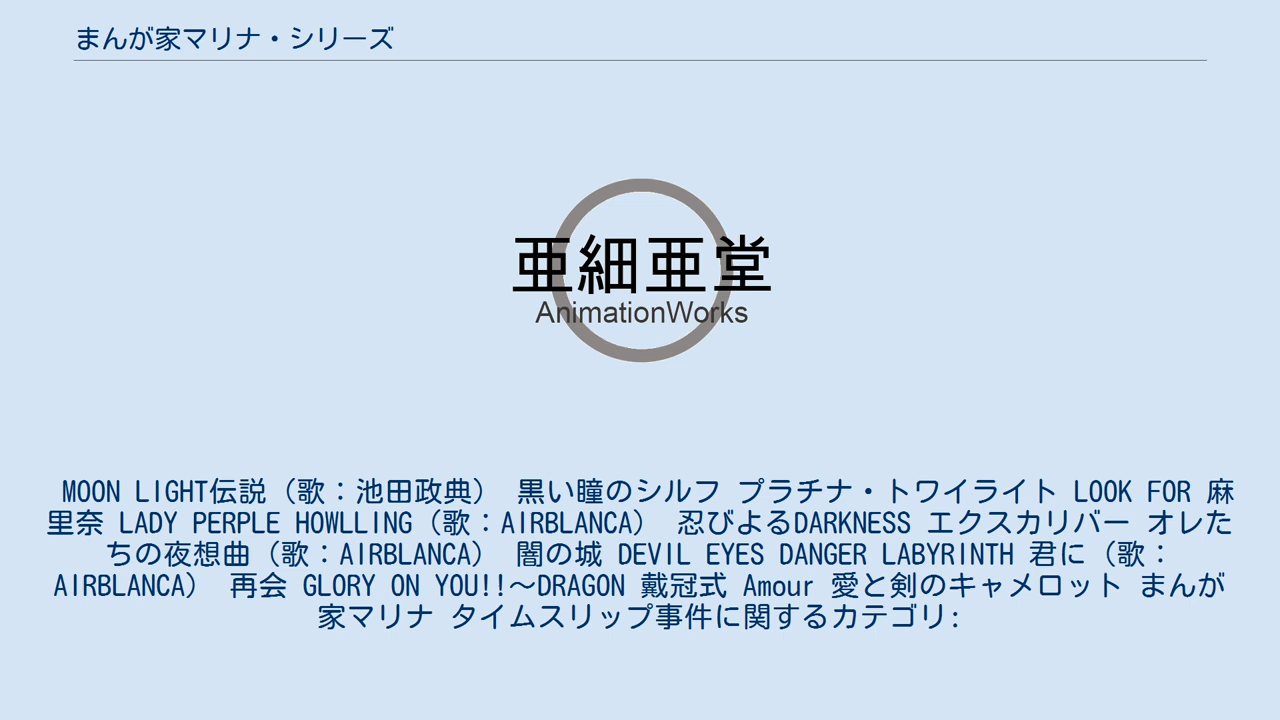 まんが家マリナ・シリーズ
亜細亜堂
AnimationWorks
MOON LIGHT伝説（歌：池田政典） 黒い瞳のシルフ プラチナ・トワイライト LOOK FOR 麻
里奈 LADY PERPLE HOWLLING（歌：AIRBLANCA） 忍びよるDARKNESS エクスカリバー オレた
ちの夜想曲（歌：AIRBLANCA） 闇の城 DEVIL EYES DANGER LABYRINTH 君に（歌：
AIRBLANCA） 再会 GLORY ON YOU!!〜DRAGON 戴冠式 Amour 愛と剣のキャメロット まんが
家マリナ タイムスリップ事件に関するカテゴリ: